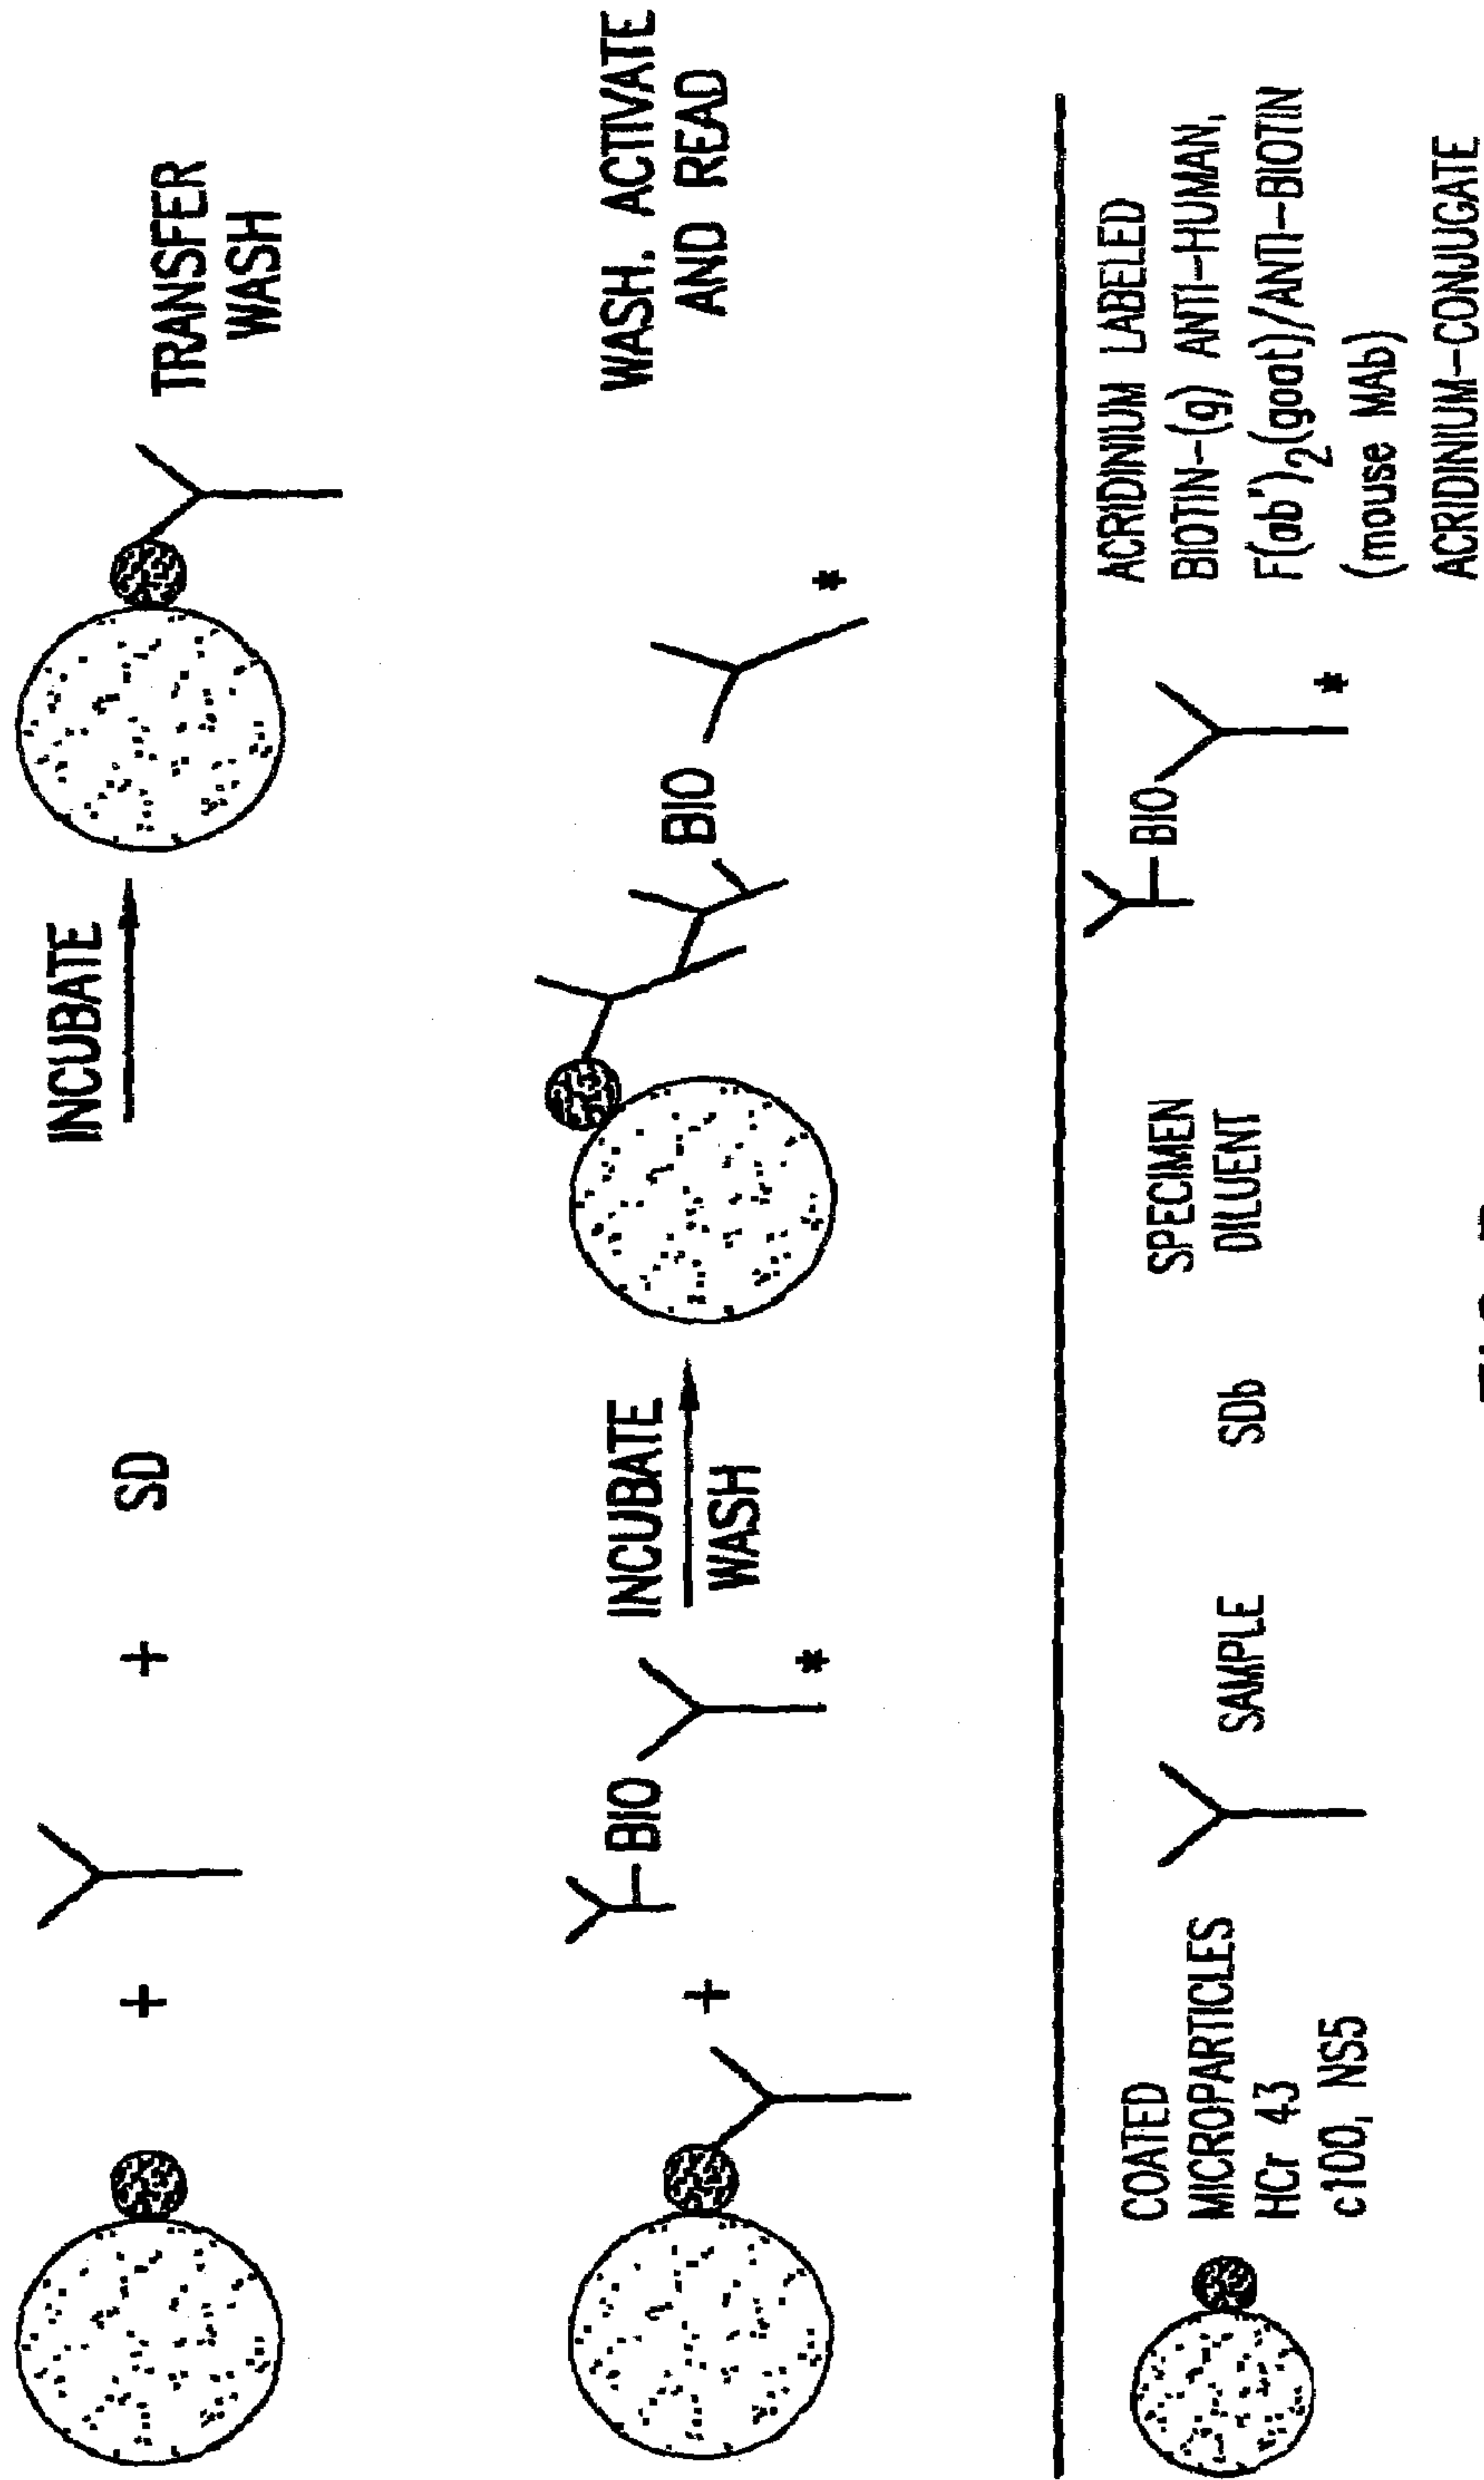 +
+
SD
INCUBATE
TRANSFER
WASH
+
BIO
*
INCUBATE
WASH
BIO
*
WASH. ACTIVATE
AND READ
COATED
MICROPARTICLES
HCr 43
c100, NS5
SAMPLE
SDb
SPECIMEN
DILUENT
BIO
*
ACRIDINIUM LABELED
BIOTIN-(g) ANTI-HUMAN,
F(ab')2(goat)/ANTI-BIOTIN
(mouse MAb)
ACRIDINIUM-CONJUGATE